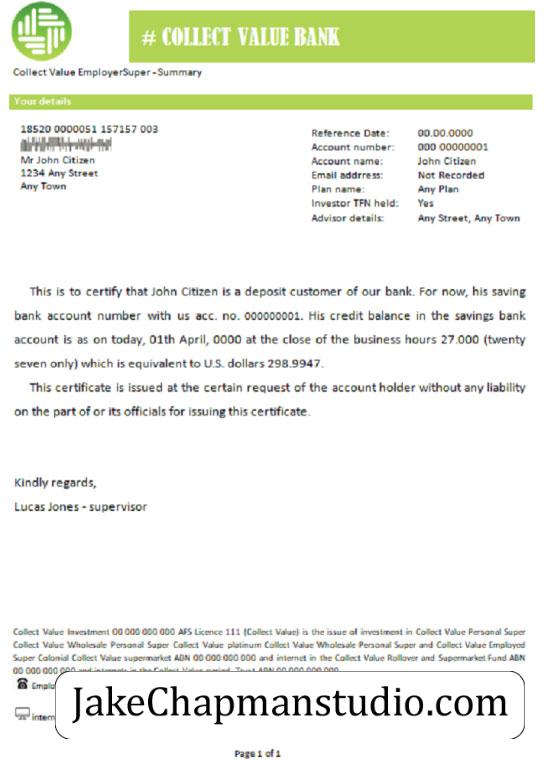 # COLLECT VALUE BANK
Collect Value EmployerSuper - Summary
Your details
18520 0000051 157157 003
Mr John Citizen
1234 Any Street
Any Town
Reference Date: 00.00.0000
Account number: 000 00000001
Account name: John Citizen
Email addrress: Not Recorded
Plan name: Any Plan
Investor TFN held: Yes
Advisor details: Any Street, Any Town
This is to certify that John Citizen is a deposit customer of our bank. For now, his saving
bank account number with us acc. no. 000000001. His credit balance in the savings bank
account is as on today, 01th April, 0000 at the close of the business hours 27.000 (twenty
seven only) which is equivalent to U.S. dollars 298.9947.
This certificate is issued at the certain request of the account holder without any liability
on the part of or its officials for issuing this certificate.
Kindly regards,
Lucas Jones - supervisor
Collect Value Investment 00 000 000 000 AFS Licence 111 (Collect Value) is the issue of investment in Collect Value Personal Super
Collect Value Wholesale Personal Super Collect Value platinum Collect Value Wholesale Personal Super and Collect Value Employed
Super Colonial Collect Value supermarket ABN 00 000 000 000 and internet in the Collect Value Rollover and Supermarket Fund ABN
00 000 000 000 and internets in the Collect Value period. Trust ABN 00 000 000 000
JakeChapmanstudio.com
Page 1 of 1